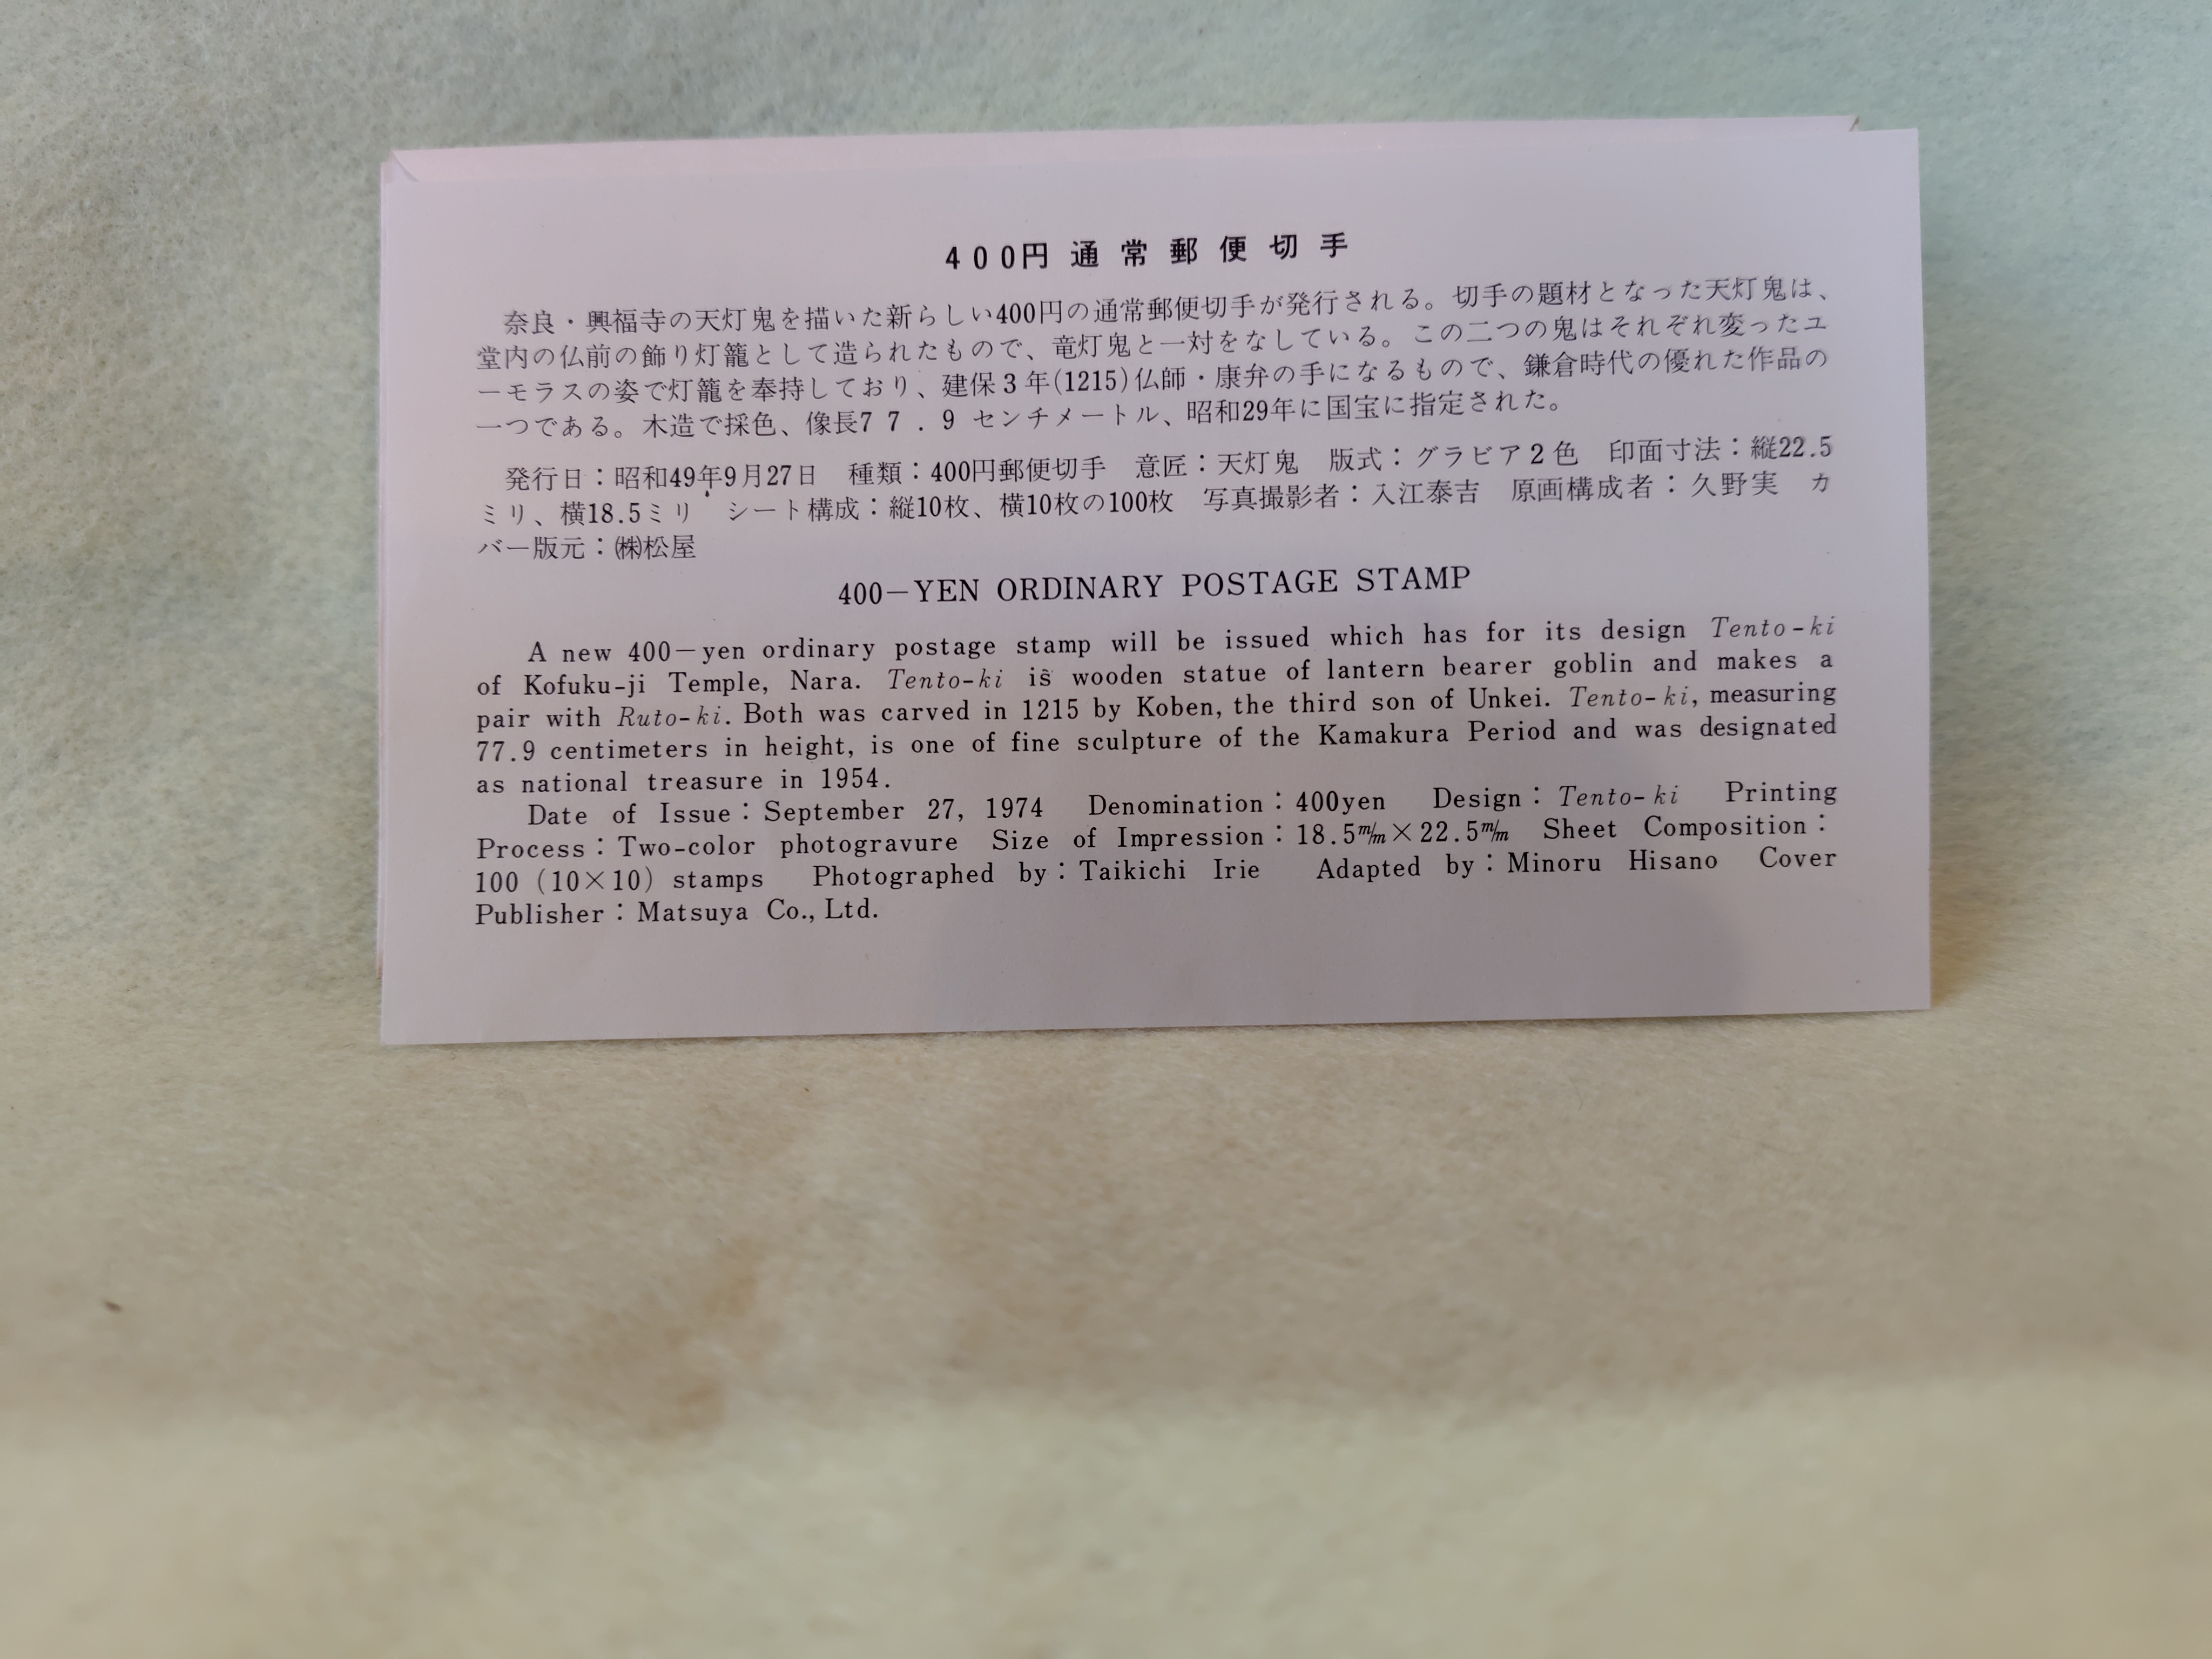 400円通常郵便切手
奈良・興福寺の天灯鬼を描いた新らしい400円の通常郵便切手が発行される。切手の題材となった天灯鬼は、
堂内の仏前の飾り灯籠として造られたもので、竜灯鬼と一対をなしている。この二つの鬼はそれぞれ変ったユ
ーモラスの姿で灯籠を奉持しており、建保3年(1215)仏師・康弁の手になるもので、鎌倉時代の優れた作品の
一つである。木造で採色、像長77.9センチメートル、昭和29年に国宝に指定された。
発行日：昭和49年9月27日　種類：400円郵便切手　意匠：天灯鬼　版式：グラビア2色　印面寸法：縦22.5
ミリ、横18.5ミリ　シート構成：縦10枚、横10枚の100枚　写真撮影者：入江泰吉　原画構成者：久野実　カ
バー版元：㈱松屋
400-YEN ORDINARY POSTAGE STAMP
A new 400-yen ordinary postage stamp will be issued which has for its design Tento-ki
of Kofuku-ji Temple, Nara. Tento-ki is wooden statue of lantern bearer goblin and makes a
pair with Ruto-ki. Both was carved in 1215 by Koben, the third son of Unkei. Tento-ki, measuring
77.9 centimeters in height, is one of fine sculpture of the Kamakura Period and was designated
as national treasure in 1954.
Date of Issue: September 27, 1974 Denomination: 400yen Design: Tento-ki Printing
Process: Two-color photogravure Size of Impression: 18.5m/m×22.5m/m Sheet Composition:
100 (10×10) stamps Photographed by: Taikichi Irie Adapted by: Minoru Hisano Cover
Publisher: Matsuya Co., Ltd.